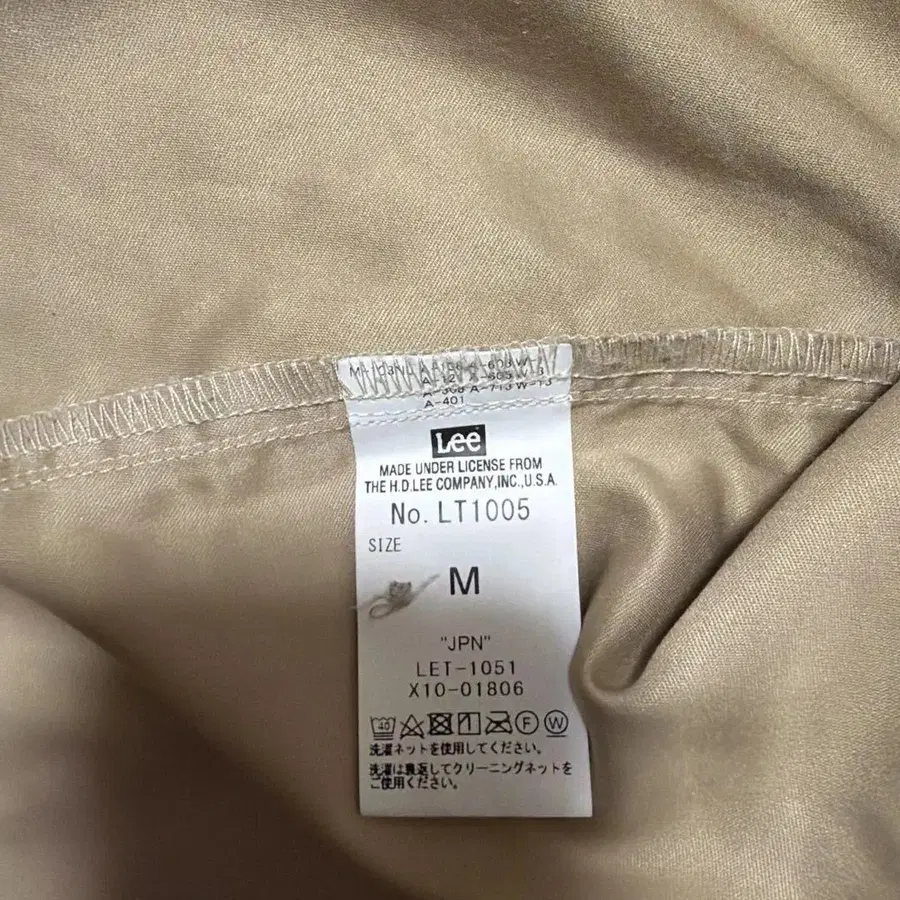 A-401
Lee
MADE UNDER LICENSE FROM
THE H.D.LEE COMPANY,INC.,U.S.A.
No. LT1005
SIZE
M
"JPN"
LET-1051
X10-01806
40 F W
洗濯ネットを使用してください。
洗濯は裏返してクリーニングネットを
ご使用ください。